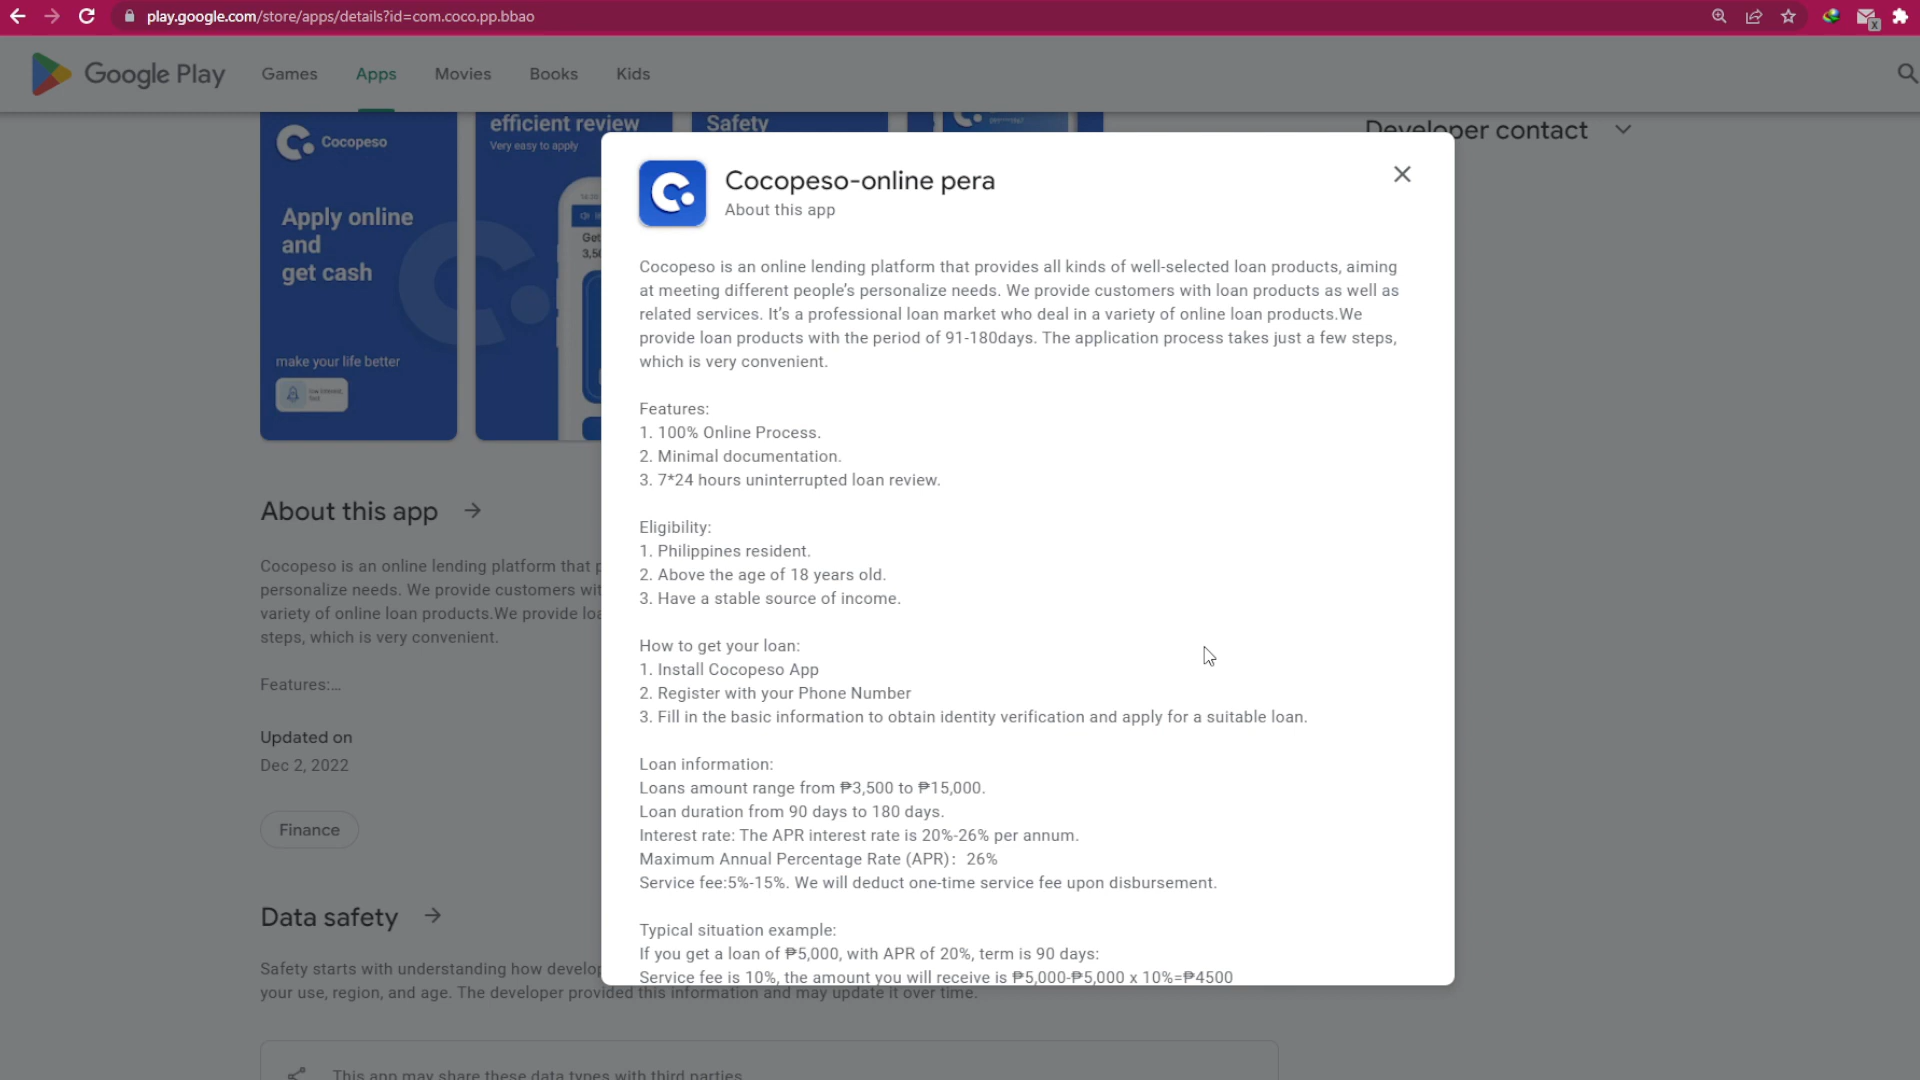 play.google.com/store/apps/details?id=com.coco.pp.bbao
Google Play
Games
Apps
Movies
Books
Kids
Cocopeso
Apply online
and
get cash
make your life better
efficient review
Very easy to apply
Get
3,50
Safety
Developer contact
Cocopeso-online pera
About this app
Cocopeso is an online lending platform that provides all kinds of well-selected loan products, aiming
at meeting different people's personalize needs. We provide customers with loan products as well as
related services. It's a professional loan market who deal in a variety of online loan products.We
provide loan products with the period of 91-180days. The application process takes just a few steps,
which is very convenient.
Features:
1. 100% Online Process.
2. Minimal documentation.
3. 7*24 hours uninterrupted loan review.
Eligibility:
1. Philippines resident.
2. Above the age of 18 years old.
3. Have a stable source of income.
How to get your loan:
1. Install Cocopeso App
2. Register with your Phone Number
3. Fill in the basic information to obtain identity verification and apply for a suitable loan.
Loan information:
Loans amount range from ₱3,500 to ₱15,000.
Loan duration from 90 days to 180 days.
Interest rate: The APR interest rate is 20%-26% per annum.
Maximum Annual Percentage Rate (APR): 26%
Service fee:5%-15%. We will deduct one-time service fee upon disbursement.
Typical situation example:
If you get a loan of ₱5,000, with APR of 20%, term is 90 days:
Service fee is 10%, the amount you will receive is ₱5,000-₱5,000 x 10%=₱4500
About this app
Cocopeso is an online lending platform that p
personalize needs. We provide customers wit
variety of online loan products.We provide loa
steps, which is very convenient.
Features:...
Updated on
Dec 2, 2022
Finance
Data safety
Safety starts with understanding how develop
your use, region, and age. The developer provided this information and may update it over time.
This app may share these data types with third parties